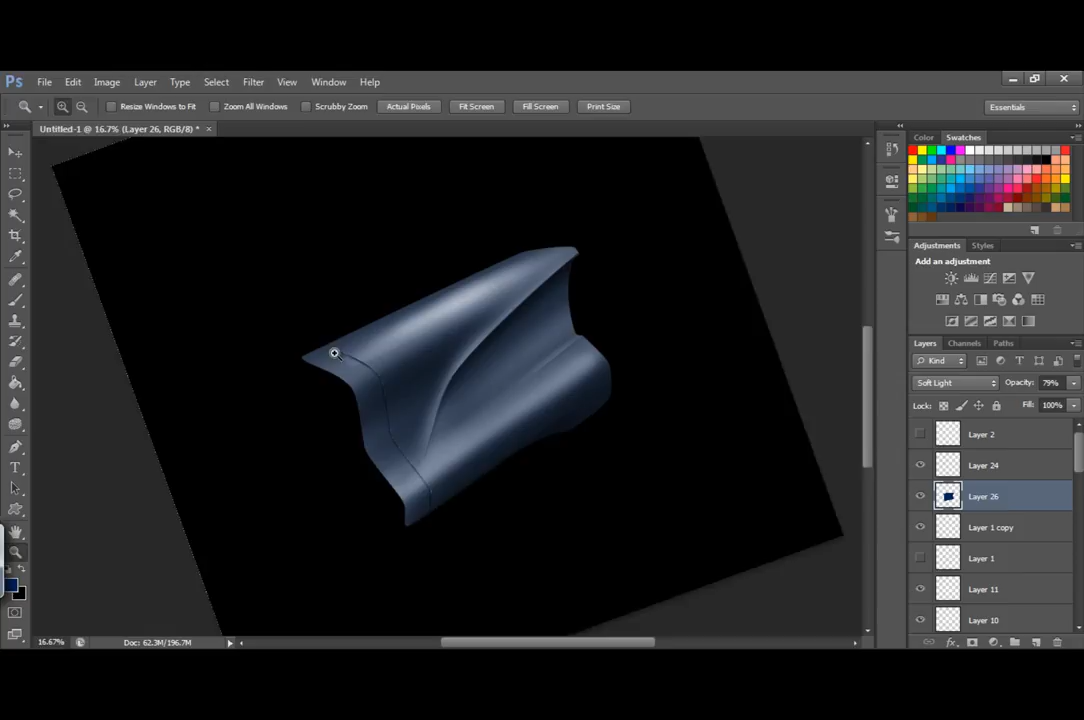 Ps File Edit Image Layer Type Select Filter View Window Help
Resize Windows to Fit Zoom All Windows Scrubby Zoom Actual Pixels Fit Screen Fill Screen Print Size Essentials
Untitled-1 @ 16.7% (Layer 26, RGB/8) * ×
Color Swatches
Adjustments Styles
Add an adjustment
Layers Channels Paths
Kind
Soft Light Opacity: 79%
Lock: Fill: 100%
Layer 2
Layer 24
Layer 26
Layer 1 copy
Layer 1
Layer 11
Layer 10
16.67% Doc: 62.3M/196.7M
fx
T